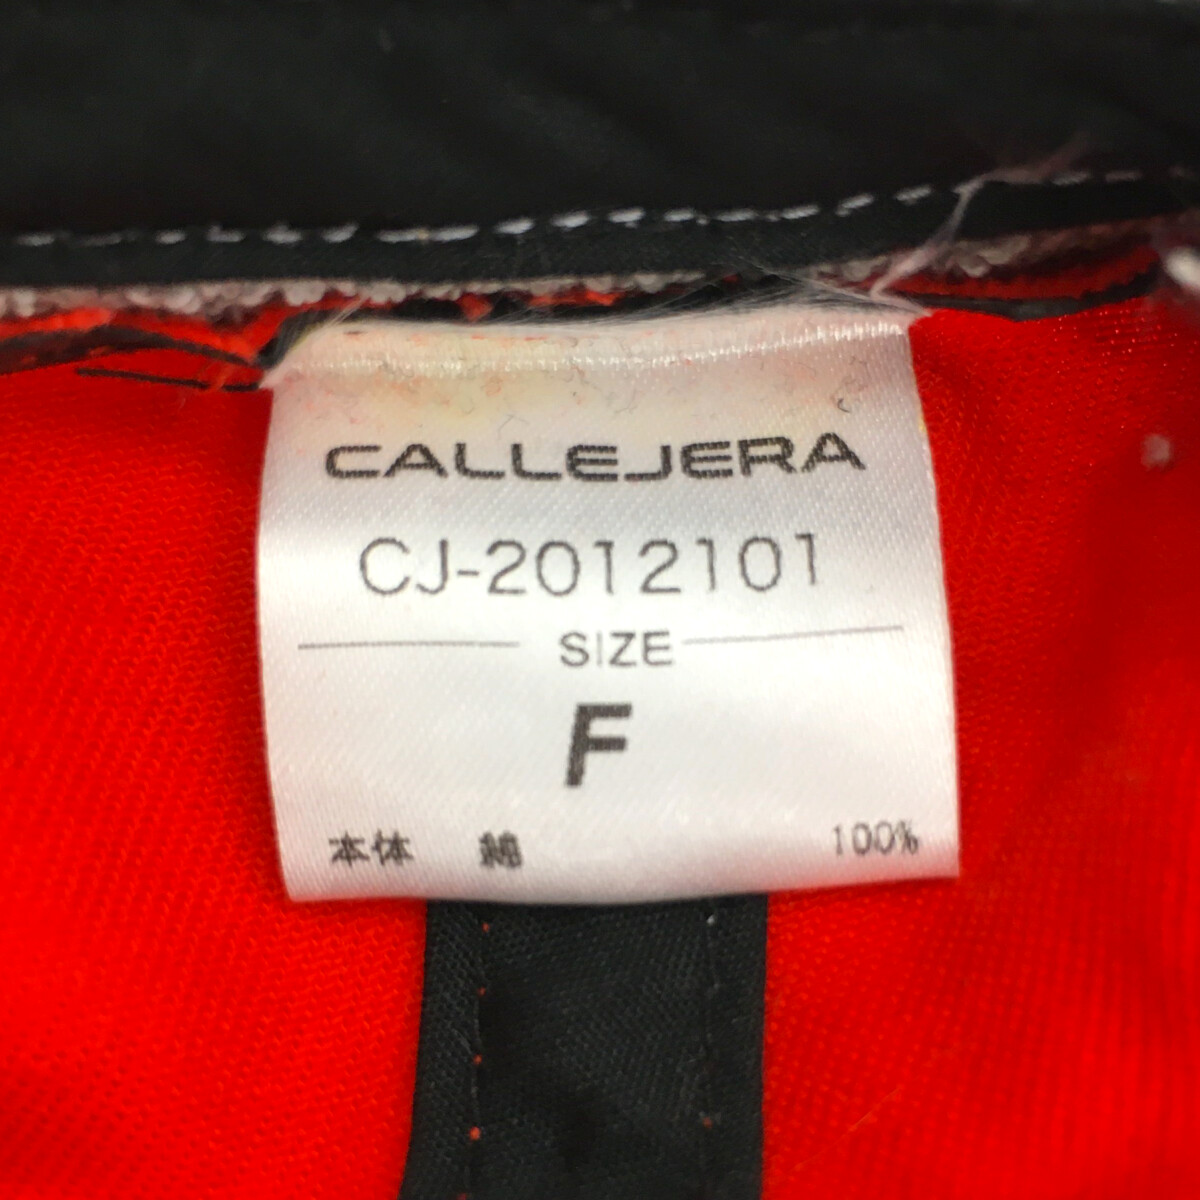 CALLEJERA
CJ-2012101
SIZE
F
本体 綿 100%